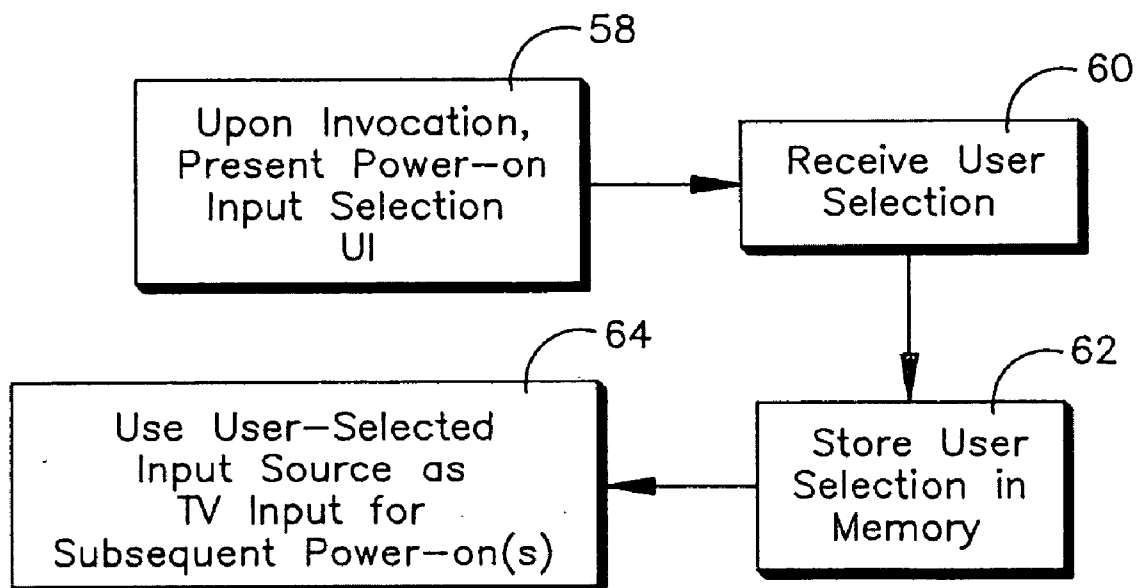 58
Upon Invocation,
Present Power-on
Input Selection
UI
60
Receive User
Selection
62
Store User
Selection in
Memory
64
Use User-Selected
Input Source as
TV Input for
Subsequent Power-on(s)